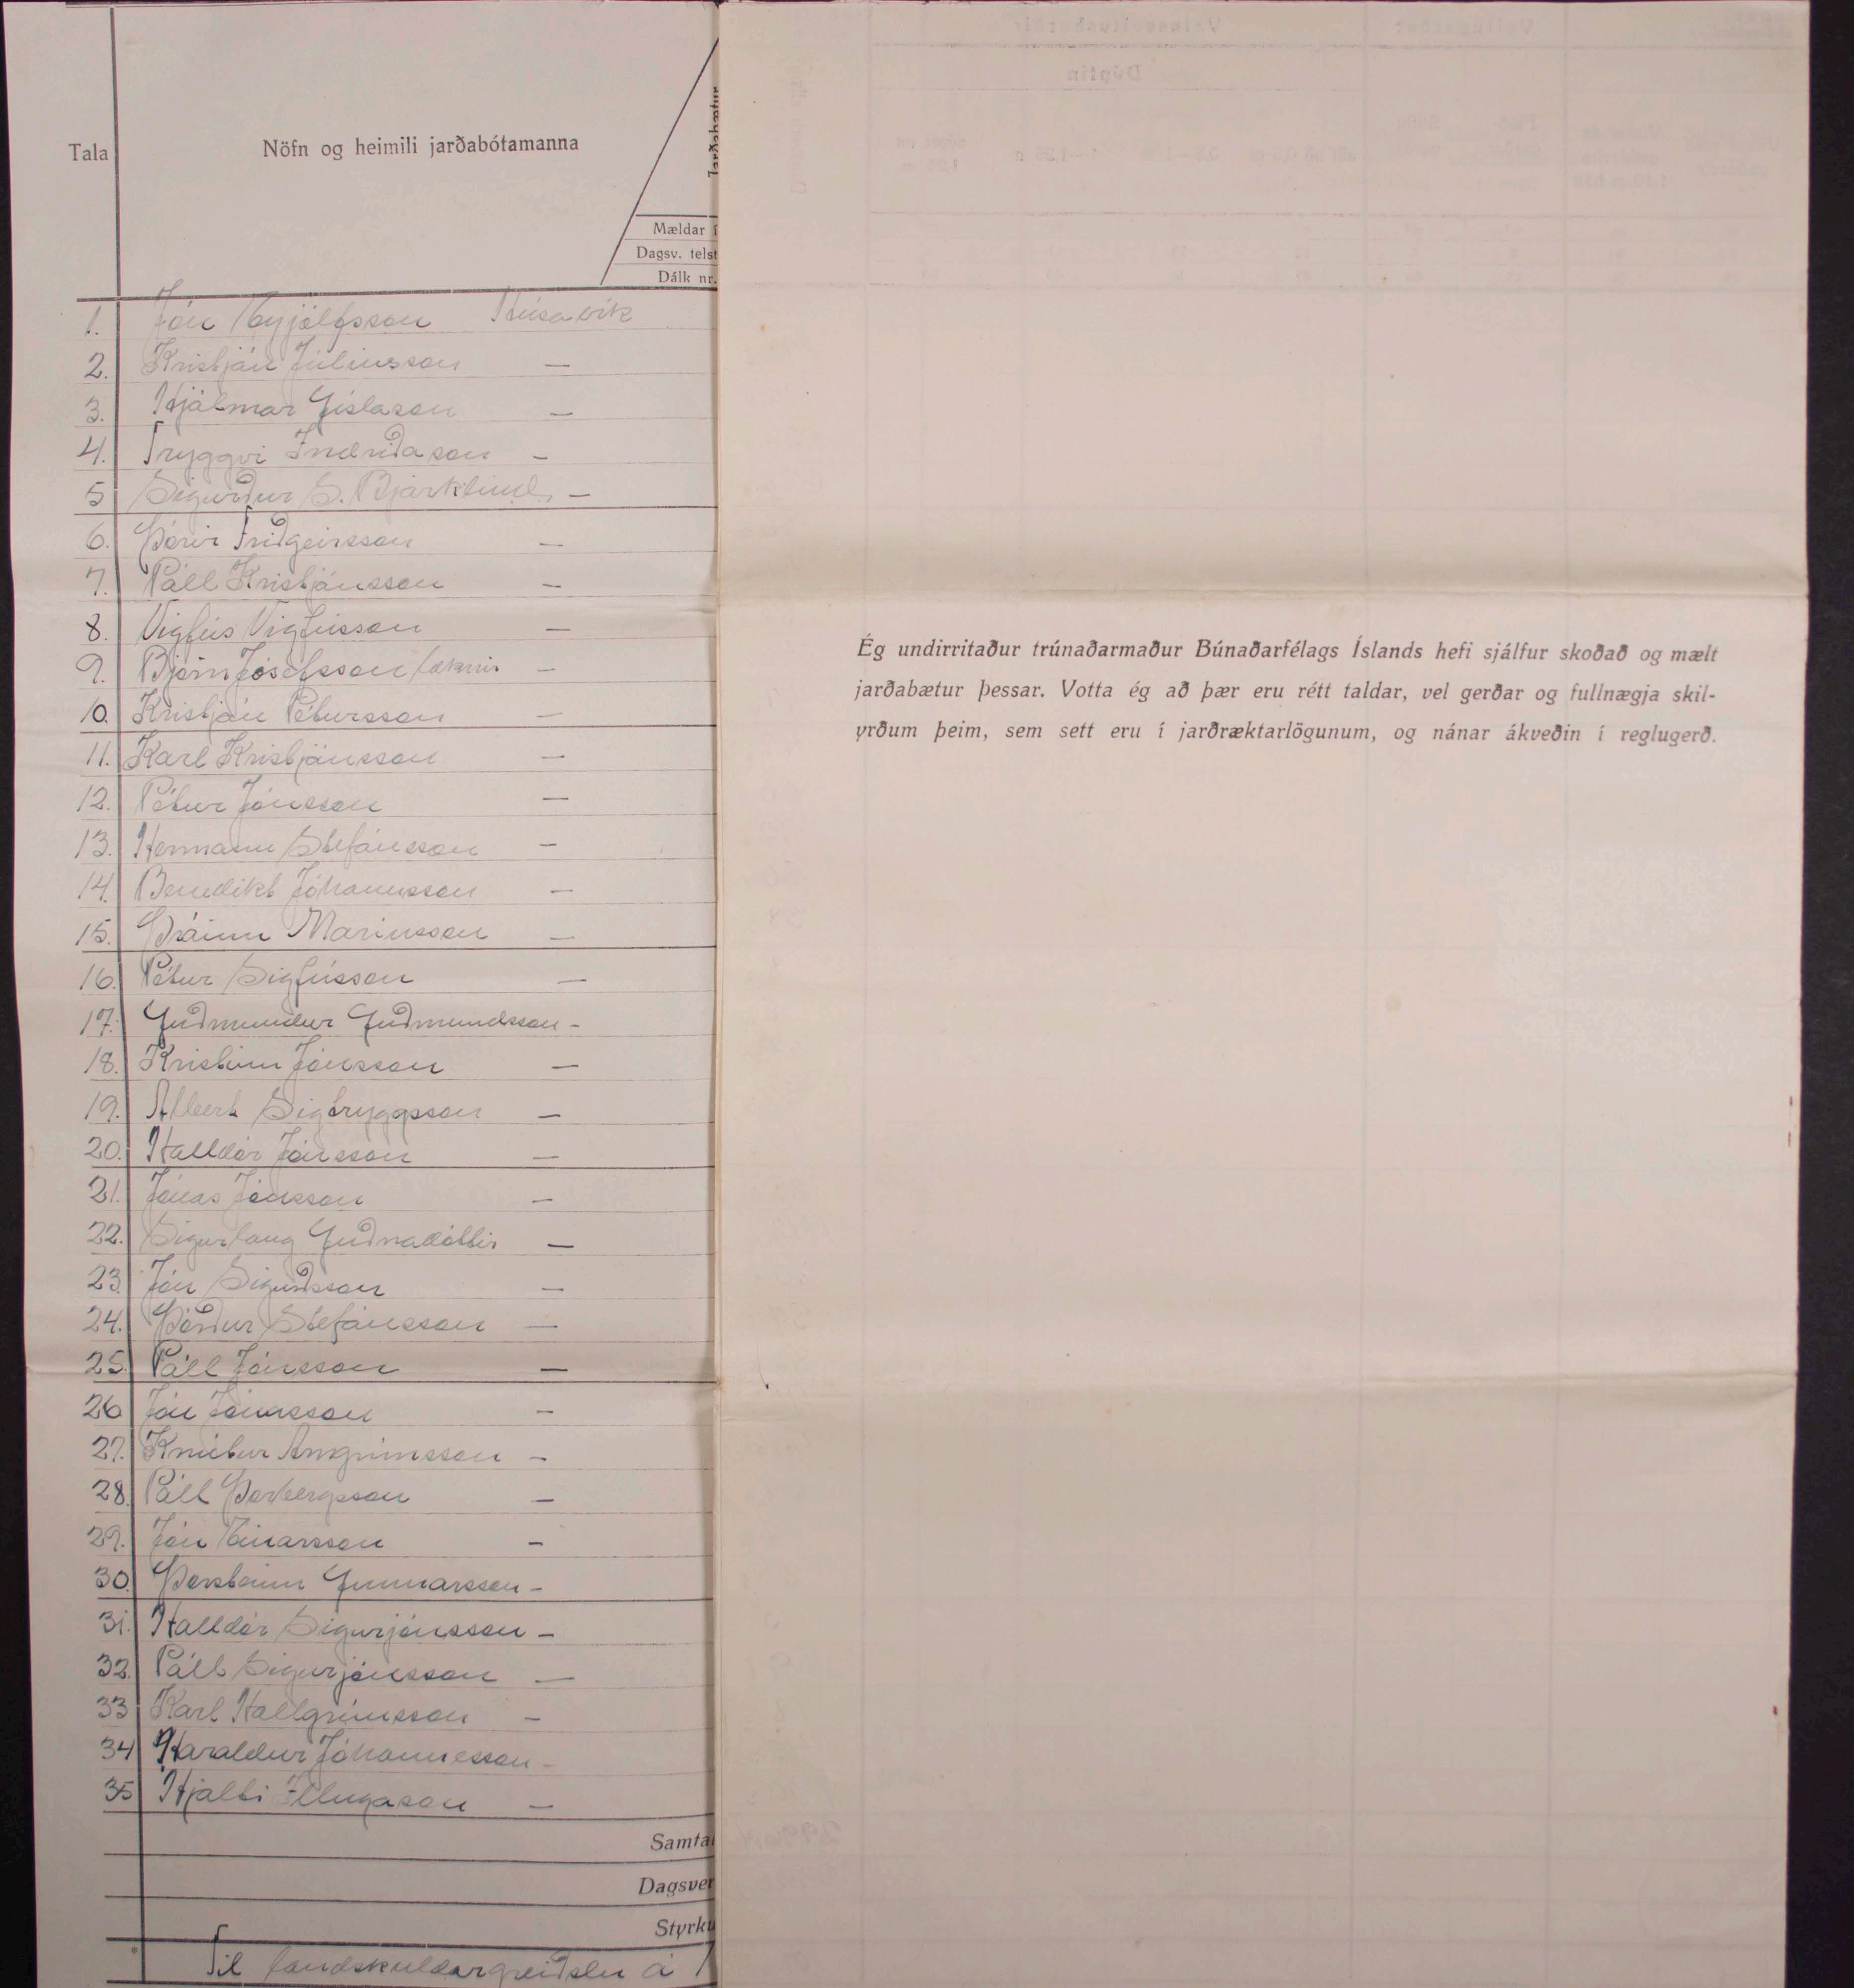 Tala
Nöfn og heimili jarðabótamanna
Jarðabætur
Mældar í
Dagsv. telst
Dálk nr.
1. Jón Eyjólfsson Húsavík
2. Kristján Júlíusson —
3. Hjálmar Gíslason —
4. Tryggvi Indriðason —
5 Sigurður S. Bjarklind. —
6. Þórir Friðgeirsson —
7. Páll Kristjánsson —
8. Vigfús Vigfússon —
9. Björn Jósefsson læknir —
10. Kristján Pétursson —
11. Karl Kristjánsson —
12. Pétur Jónsson —
13. Hermann Stefánsson —
14. Benedikt Jóhannsson —
15. Þráinn Marinsson —
16. Pétur Sigfússon —
17. Guðmundur Guðmundsson —
18. Kristinn Jónsson —
19. Albert Sigtryggsson —
20. Halldór Jónsson —
21. Jónas Jónsson —
22. Sigurlaug Guðnadóttir —
23. Jón Sigurðsson —
24. Þórður Stefánsson —
25. Páll Jónsson —
26 Jón Jónasson —
27. Knútur Arngrímsson —
28. Páll Þorbergsson —
29. Jón Einarsson —
30. Þorsteinn Gunnarsson —
31. Halldór Sigurjónsson —
32. Páll Sigurjónsson —
33 Karl Hallgrímsson —
34 Haraldur Jóhannesson —
35 Hjalti Illugason —
Samtal
Dagsver
Styrku
Til landskuldargreiðslu á
Ég undirritaður trúnaðarmaður Búnaðarfélags Íslands hefi sjálfur skoðað og mælt
jarðabætur þessar. Votta ég að þær eru rétt taldar, vel gerðar og fullnægja skil-
yrðum þeim, sem sett eru í jarðræktarlögunum, og nánar ákveðin í reglugerð.